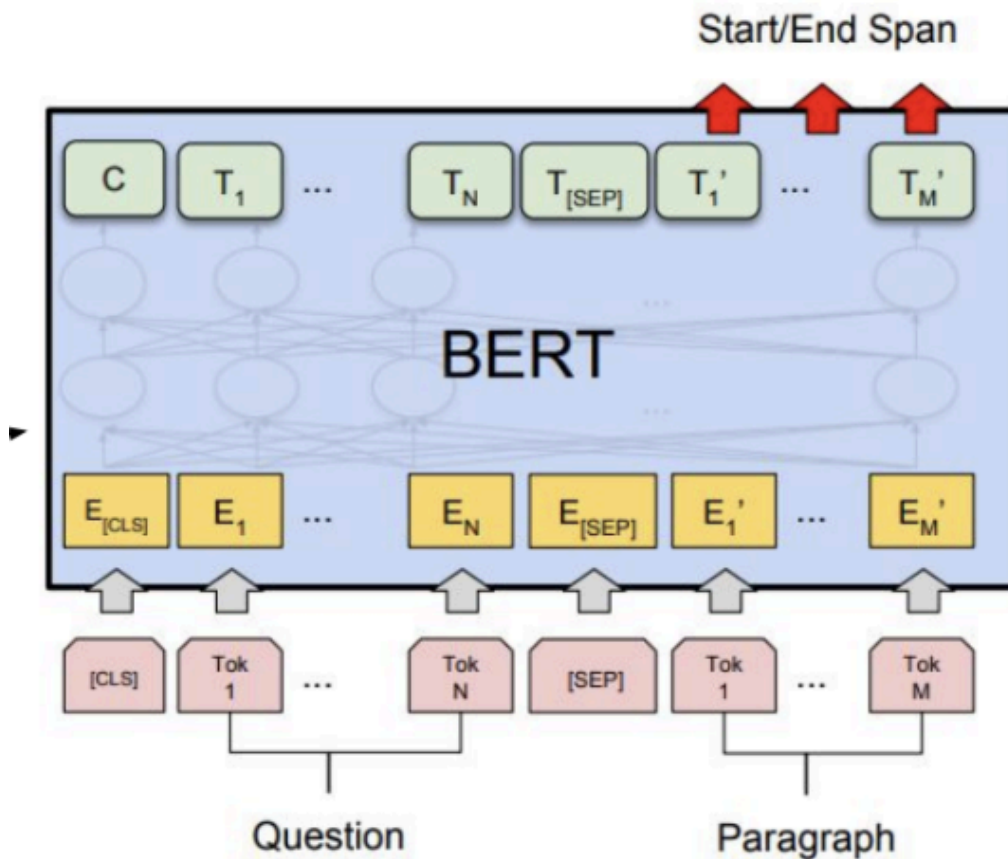 Start/End Span
C T1 ... TN T[SEP] T1' ... TM'
...
BERT
...
E[CLS] E1 ... EN E[SEP] E1' ... EM'
[CLS] Tok 1 ... Tok N [SEP] Tok 1 ... Tok M
Question Paragraph